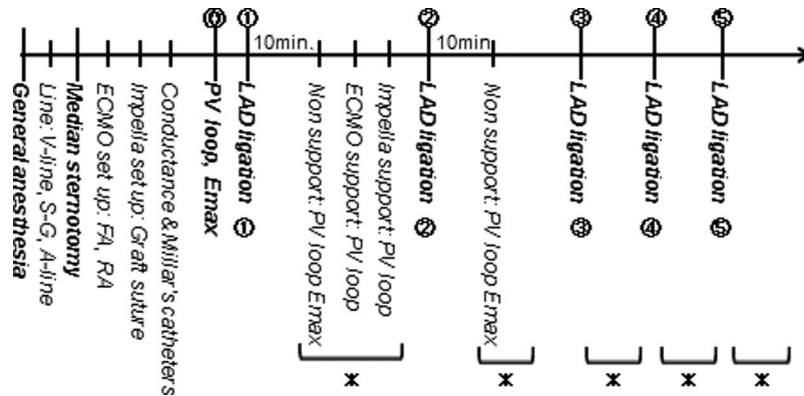 ⓪ ① ② ③ ④ ⑤
10min. 10min.
General anesthesia
Line: V-line, S-G, A-line
Median sternotomy
ECMO set up: FA, RA
Impella set up: Graft suture
Conductance & Millar's catheters
PV loop, Emax
LAD ligation ①
Non support: PV loop Emax
ECMO support: PV loop
Impella support: PV loop
LAD ligation ②
Non support: PV loop Emax
LAD ligation ③
LAD ligation ④
LAD ligation ⑤
* * * * *